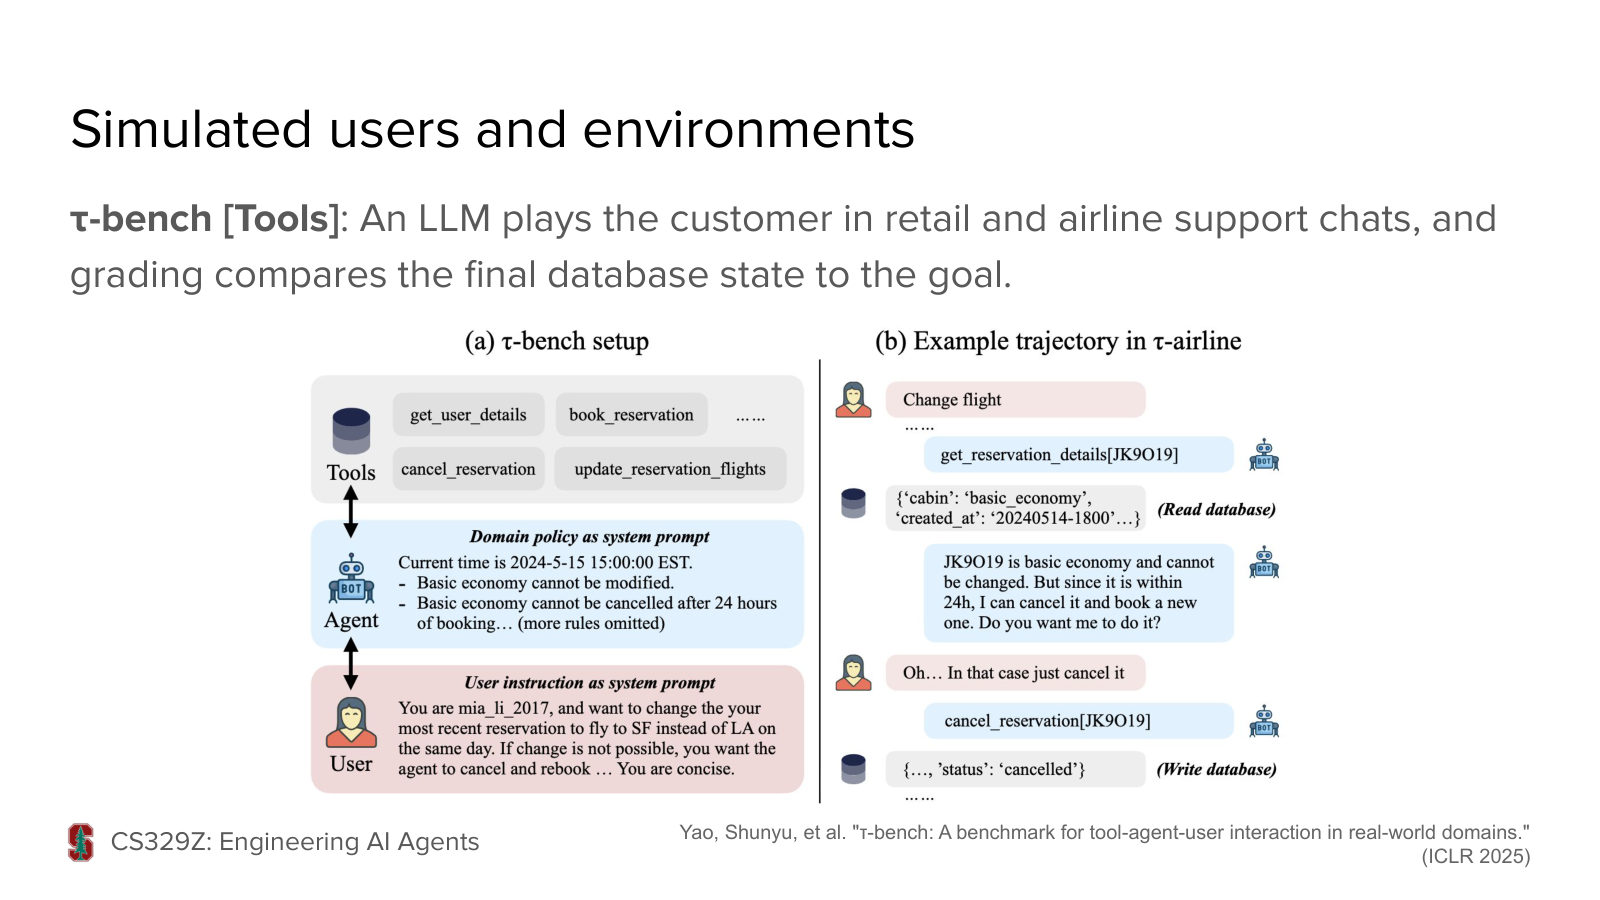 Simulated users and environments
τ-bench [Tools]: An LLM plays the customer in retail and airline support chats, and
grading compares the final database state to the goal.
(a) τ-bench setup
get_user_details
book_reservation
……
Tools
cancel_reservation
update_reservation_flights
Domain policy as system prompt
Current time is 2024-5-15 15:00:00 EST.
- Basic economy cannot be modified.
- Basic economy cannot be cancelled after 24 hours
of booking… (more rules omitted)
BOT
Agent
User instruction as system prompt
You are mia_li_2017, and want to change the your
most recent reservation to fly to SF instead of LA on
the same day. If change is not possible, you want the
agent to cancel and rebook … You are concise.
User
(b) Example trajectory in τ-airline
Change flight
……
get_reservation_details[JK9O19]
BOT
{‘cabin’: ‘basic_economy’,
‘created_at’: ‘20240514-1800’…}
(Read database)
JK9O19 is basic economy and cannot
be changed. But since it is within
24h, I can cancel it and book a new
one. Do you want me to do it?
BOT
Oh… In that case just cancel it
cancel_reservation[JK9O19]
BOT
{…, ’status’: ‘cancelled’}
(Write database)
……
S
CS329Z: Engineering AI Agents
Yao, Shunyu, et al. "τ-bench: A benchmark for tool-agent-user interaction in real-world domains."
(ICLR 2025)